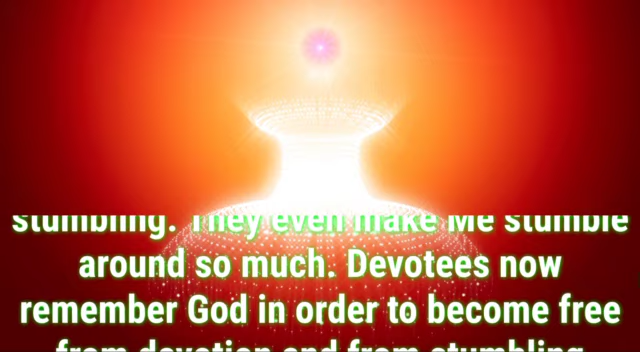 stumbling. They even make Me stumble
around so much. Devotees now
remember God in order to become free
from devotion and from stumbling